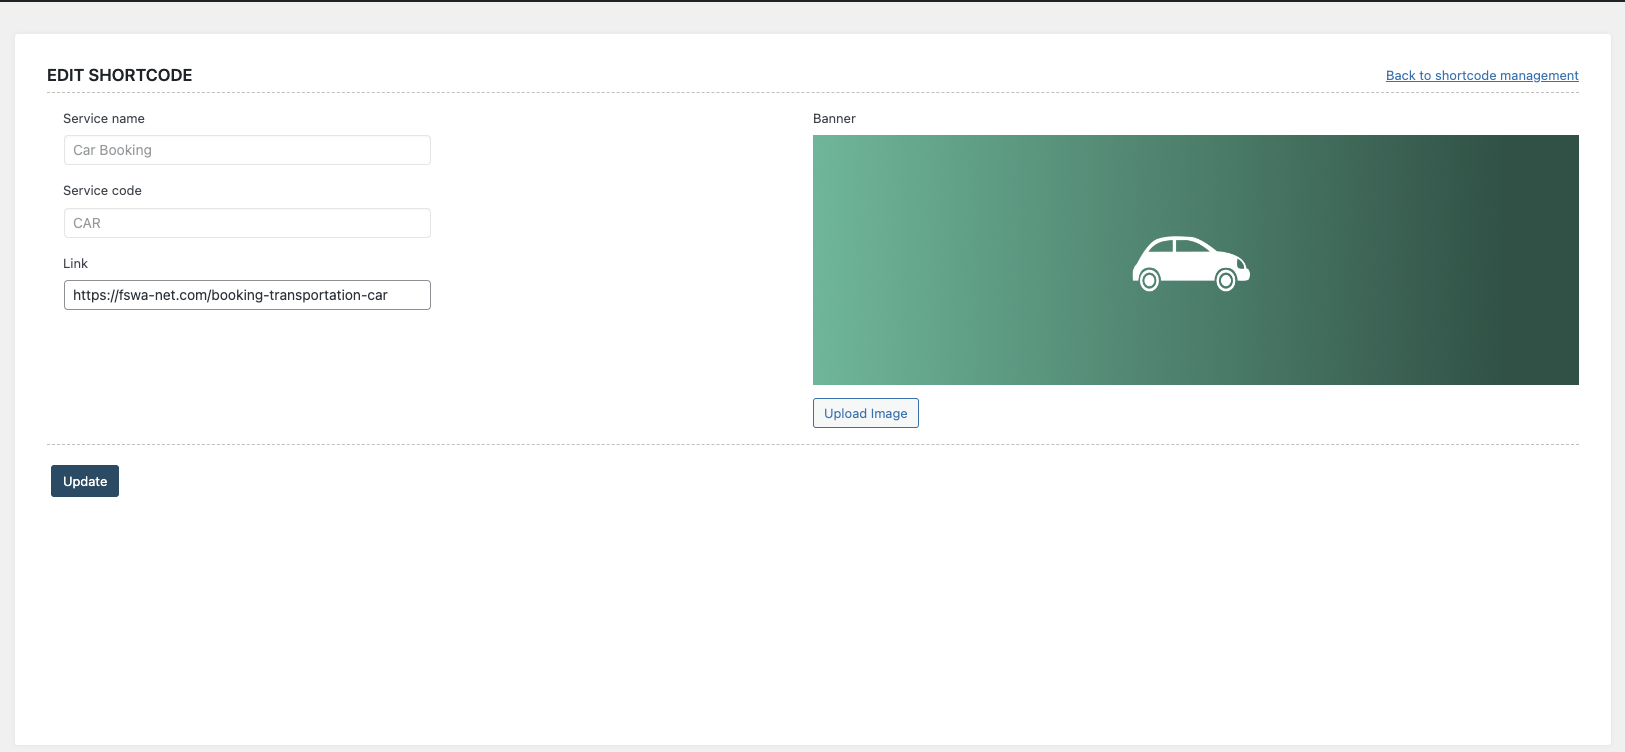 EDIT SHORTCODE
Back to shortcode management
Service name
Car Booking
Service code
CAR
Link
https://fswa-net.com/booking-transportation-car
Banner
Upload Image
Update